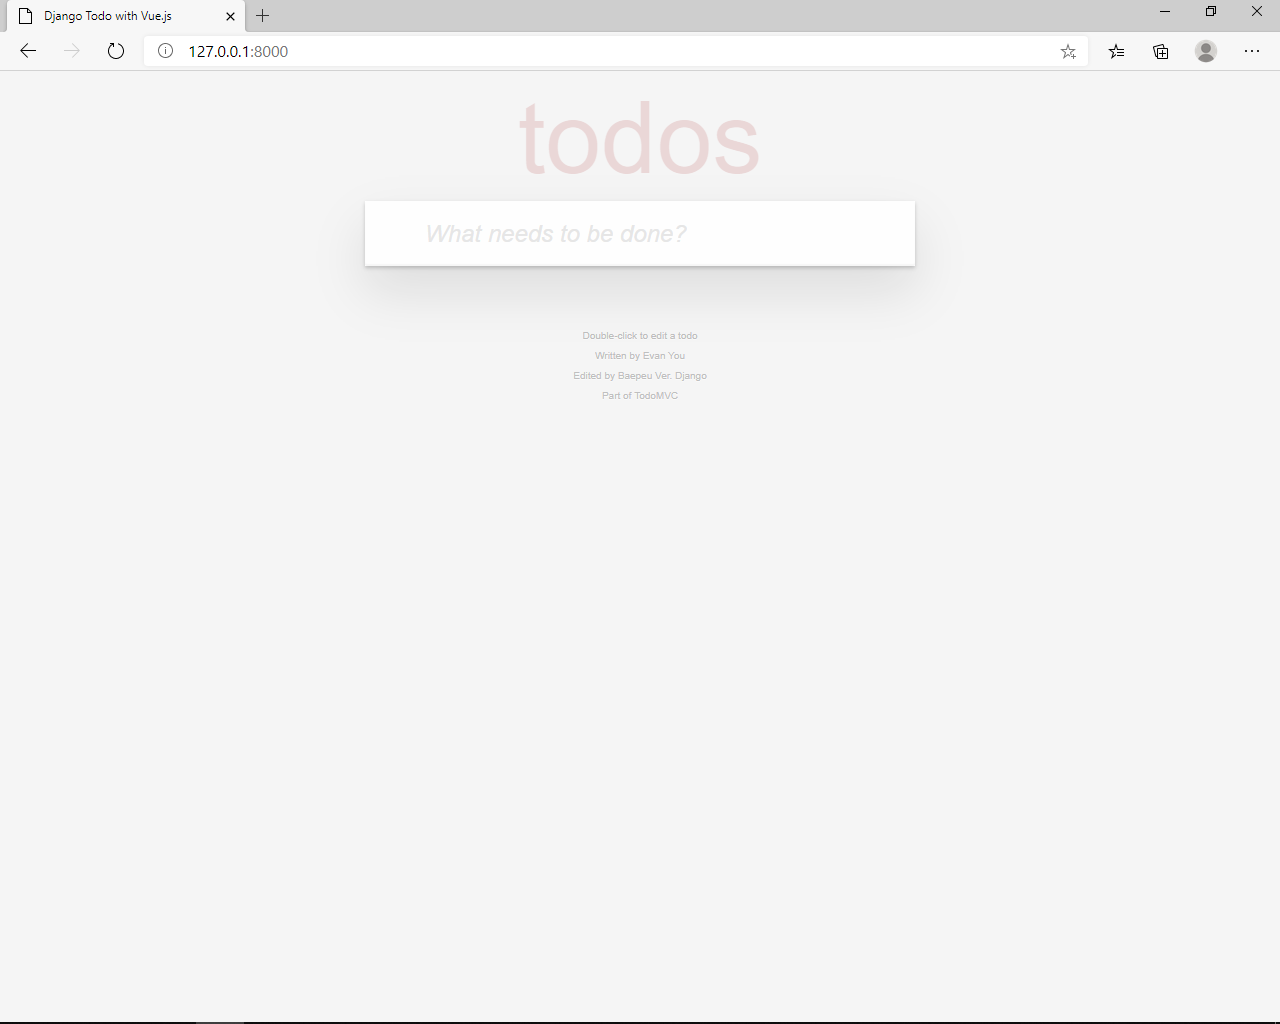 Django Todo with Vue.js
127.0.0.1:8000
todos
What needs to be done?
Double-click to edit a todo
Written by Evan You
Edited by Baepeu Ver. Django
Part of TodoMVC